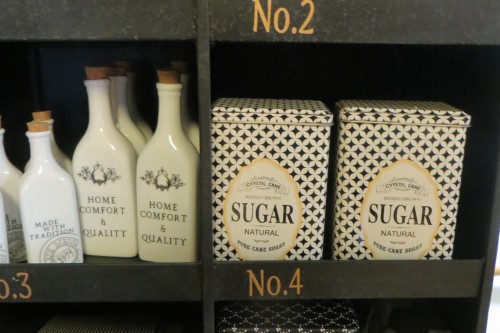 No.2
HOME
COMFORT
&
QUALITY
HOME
COMFORT
&
QUALITY
MADE
WITH
TRADITION
CRYSTAL CANE
SUGAR
NATURAL
PURE CANE SUGAR
CRYSTAL CANE
SUGAR
NATURAL
PURE CANE SUGAR
o.3
No.4